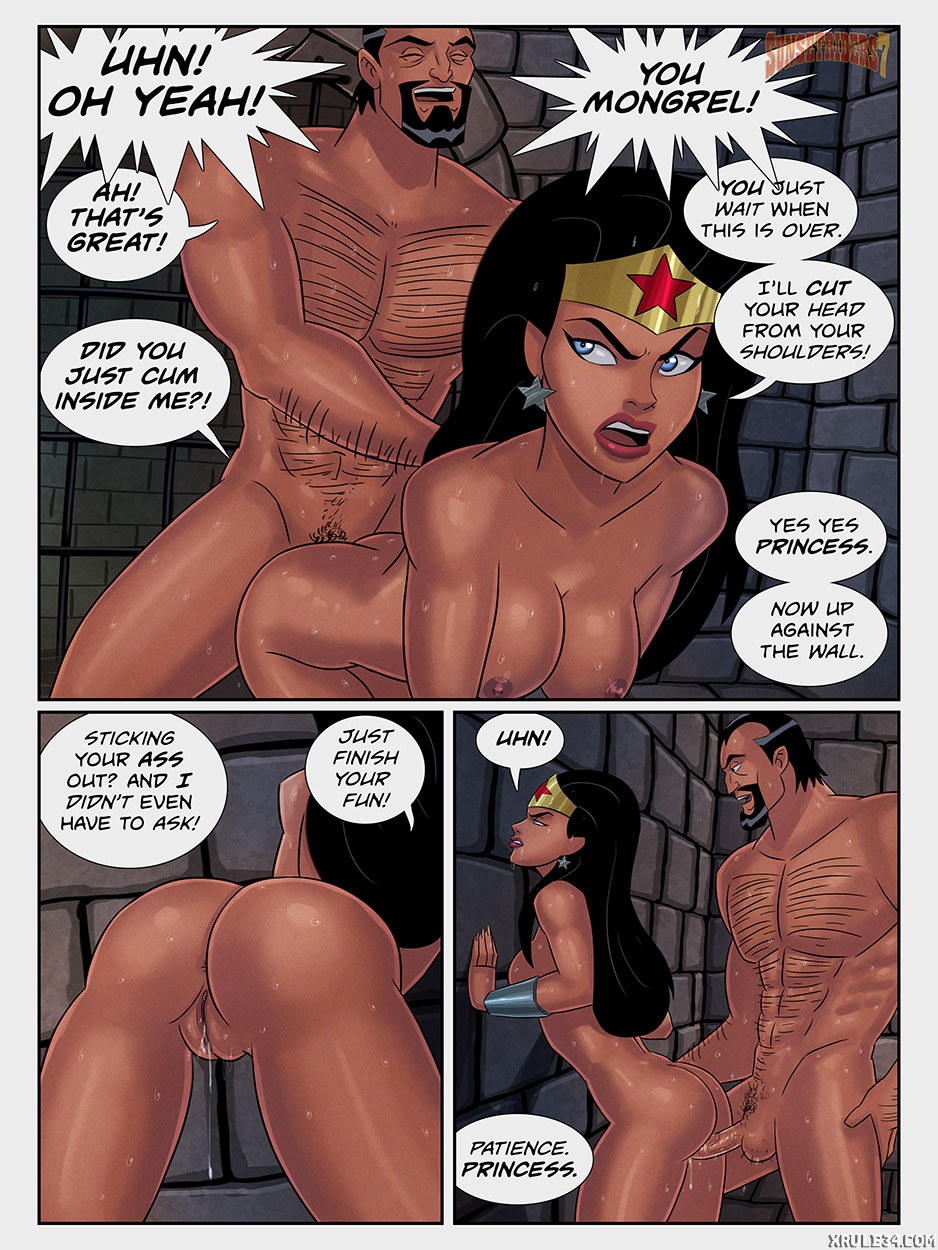 UHN!
OH YEAH!
SUNSETRIDERS7
YOU
MONGREL!
AH!
THAT'S
GREAT!
YOU JUST
WAIT WHEN
THIS IS OVER.
I'LL CUT
YOUR HEAD
FROM YOUR
SHOULDERS!
DID YOU
JUST CUM
INSIDE ME?!
YES YES
PRINCESS.
NOW UP
AGAINST
THE WALL.
STICKING
YOUR ASS
OUT? AND I
DIDN'T EVEN
HAVE TO ASK!
JUST
FINISH
YOUR
FUN!
UHN!
PATIENCE.
PRINCESS.
XRULE34.COM